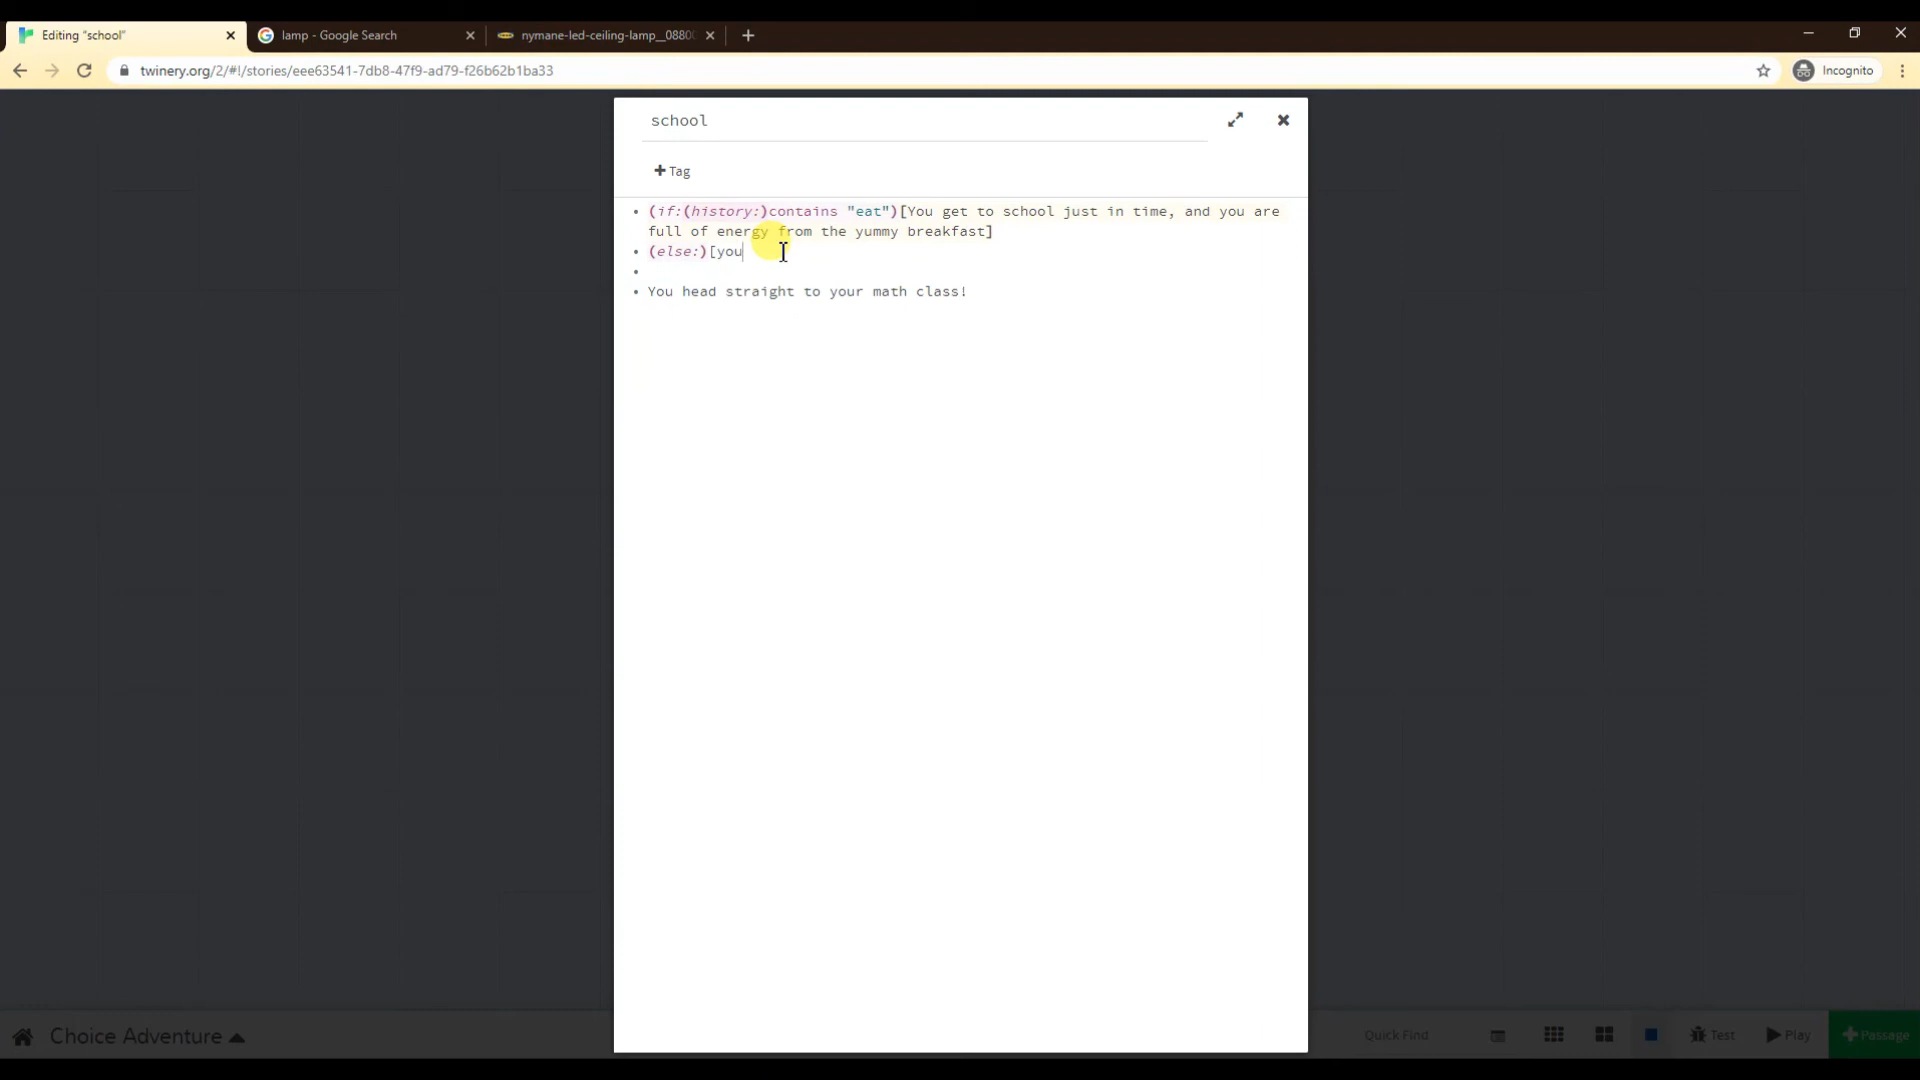 Editing "school"
lamp - Google Search
nymane-led-ceiling-lamp__0880
twinery.org/2/#!/stories/eee63541-7db8-47f9-ad79-f26b62b1ba33
Incognito
school
+ Tag
(if:(history:)contains "eat")[You get to school just in time, and you are
full of energy from the yummy breakfast]
(else:)[you
You head straight to your math class!
Choice Adventure
Quick Find
Test
Play
+ Passage